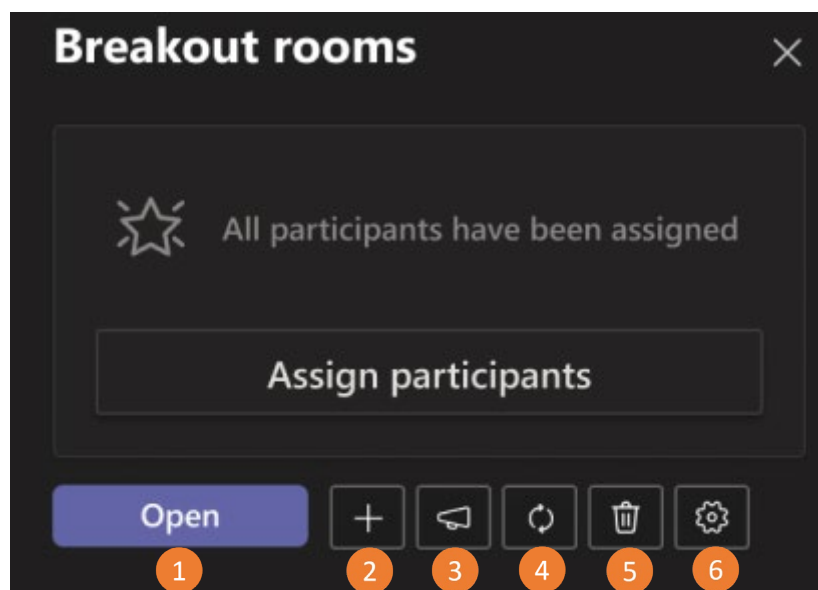 Breakout rooms
All participants have been assigned
Assign participants
Open
1 2 3 4 5 6